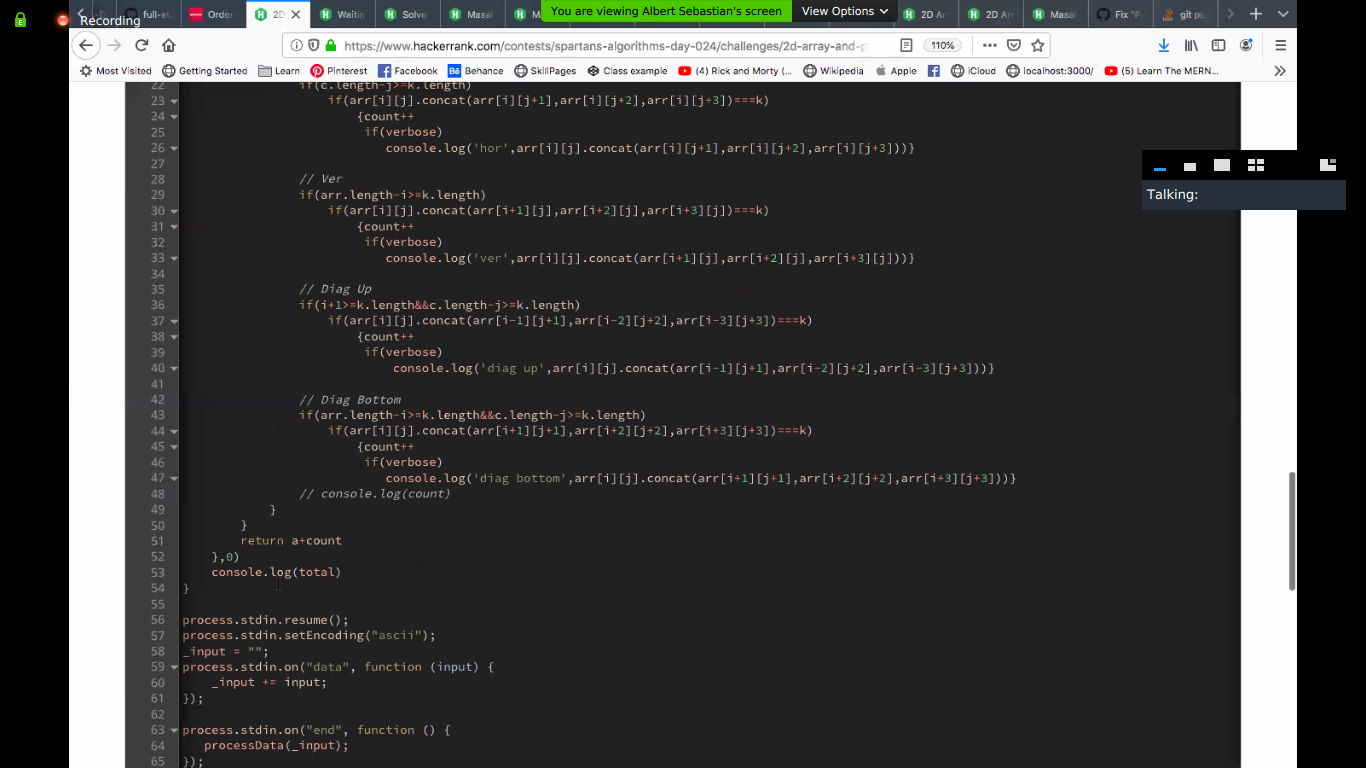 Recording
You are viewing Albert Sebastian's screen
View Options
full-st
Order
2D
Waitin
Solve
Masai
2D Ar
2D Ar
Masai
Fix "P
git pu
https://www.hackerrank.com/contests/spartans-algorithms-day-024/challenges/2d-array-and-p
110%
Most Visited
Getting Started
Learn
Pinterest
Facebook
Behance
SkillPages
Class example
(4) Rick and Morty (...
Wikipedia
Apple
iCloud
localhost:3000/
(5) Learn The MERN...
Talking:
22 if(c.length-j>=k.length)
23 if(arr[i][j].concat(arr[i][j+1],arr[i][j+2],arr[i][j+3])===k)
24 {count++
25 if(verbose)
26 console.log('hor',arr[i][j].concat(arr[i][j+1],arr[i][j+2],arr[i][j+3]))}
27
28 // Ver
29 if(arr.length-i>=k.length)
30 if(arr[i][j].concat(arr[i+1][j],arr[i+2][j],arr[i+3][j])===k)
31 {count++
32 if(verbose)
33 console.log('ver',arr[i][j].concat(arr[i+1][j],arr[i+2][j],arr[i+3][j]))}
34
35 // Diag Up
36 if(i+1>=k.length&&c.length-j>=k.length)
37 if(arr[i][j].concat(arr[i-1][j+1],arr[i-2][j+2],arr[i-3][j+3])===k)
38 {count++
39 if(verbose)
40 console.log('diag up',arr[i][j].concat(arr[i-1][j+1],arr[i-2][j+2],arr[i-3][j+3]))}
41
42 // Diag Bottom
43 if(arr.length-i>=k.length&&c.length-j>=k.length)
44 if(arr[i][j].concat(arr[i+1][j+1],arr[i+2][j+2],arr[i+3][j+3])===k)
45 {count++
46 if(verbose)
47 console.log('diag bottom',arr[i][j].concat(arr[i+1][j+1],arr[i+2][j+2],arr[i+3][j+3]))}
48 // console.log(count)
49 }
50 }
51 return a+count
52 },0)
53 console.log(total)
54 }
55
56 process.stdin.resume();
57 process.stdin.setEncoding("ascii");
58 _input = "";
59 process.stdin.on("data", function (input) {
60 _input += input;
61 });
62
63 process.stdin.on("end", function () {
64 processData(_input);
65 });